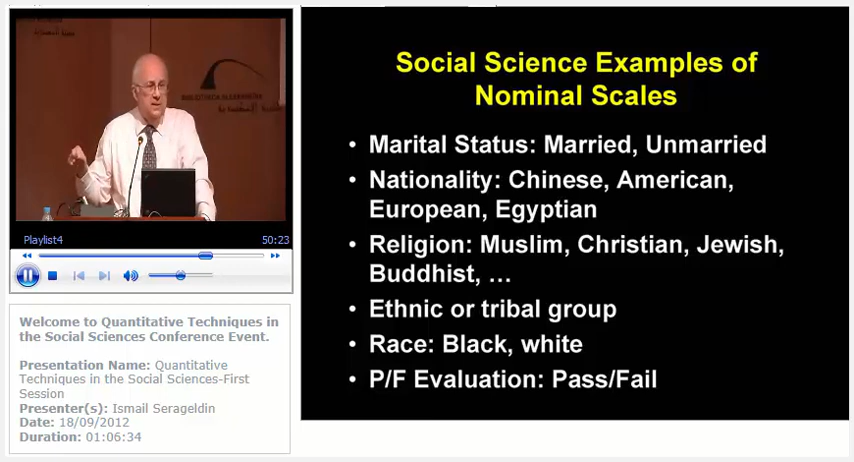 Social Science Examples of
Nominal Scales
• Marital Status: Married, Unmarried
• Nationality: Chinese, American,
European, Egyptian
• Religion: Muslim, Christian, Jewish,
Buddhist, …
• Ethnic or tribal group
• Race: Black, white
• P/F Evaluation: Pass/Fail
Playlist4
50:23
Welcome to Quantitative Techniques in
the Social Sciences Conference Event.
Presentation Name: Quantitative
Techniques in the Social Sciences-First
Session
Presenter(s): Ismail Serageldin
Date: 18/09/2012
Duration: 01:06:34